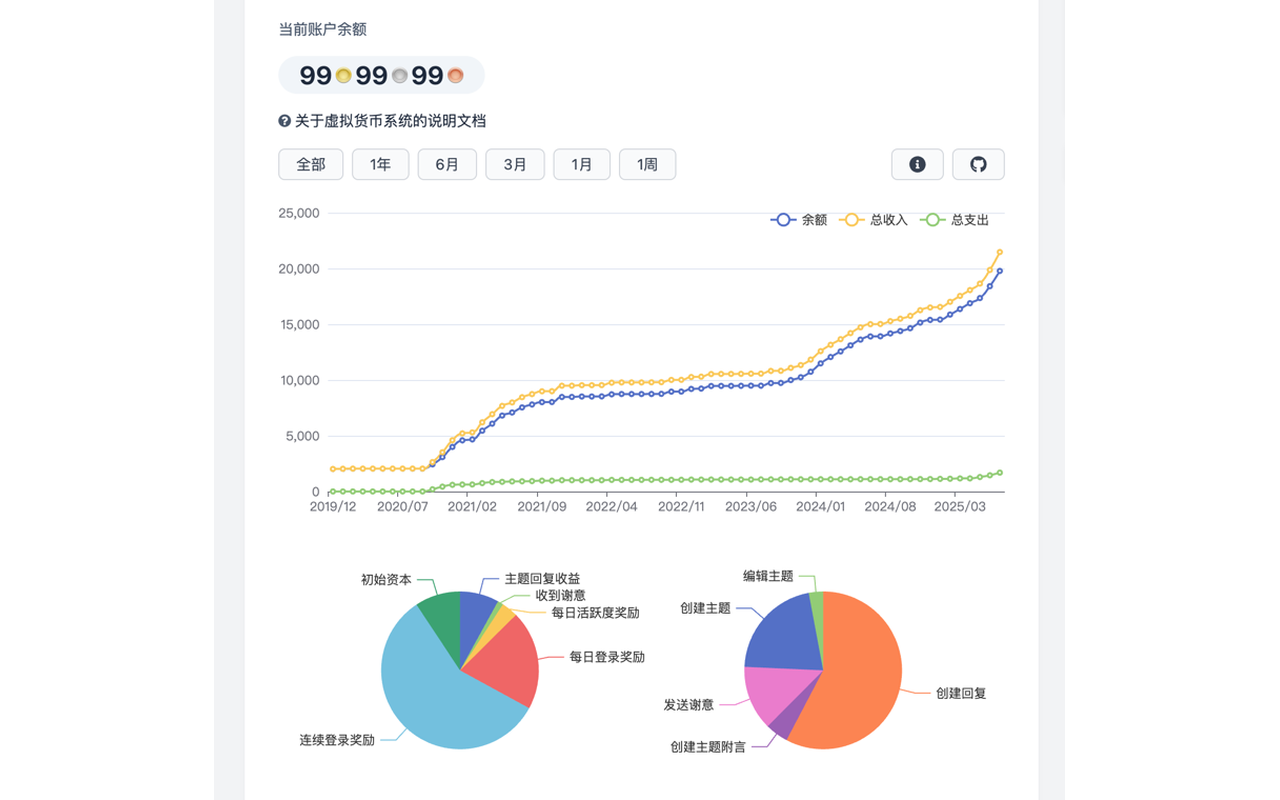 当前账户余额
99 99 99
关于虚拟货币系统的说明文档
全部 1年 6月 3月 1月 1周
余额 总收入 总支出
25,000
20,000
15,000
10,000
5,000
0
2019/12 2020/07 2021/02 2021/09 2022/04 2022/11 2023/06 2024/01 2024/08 2025/03
初始资本
主题回复收益
收到谢意
每日活跃度奖励
每日登录奖励
连续登录奖励
编辑主题
创建主题
创建回复
发送谢意
创建主题附言